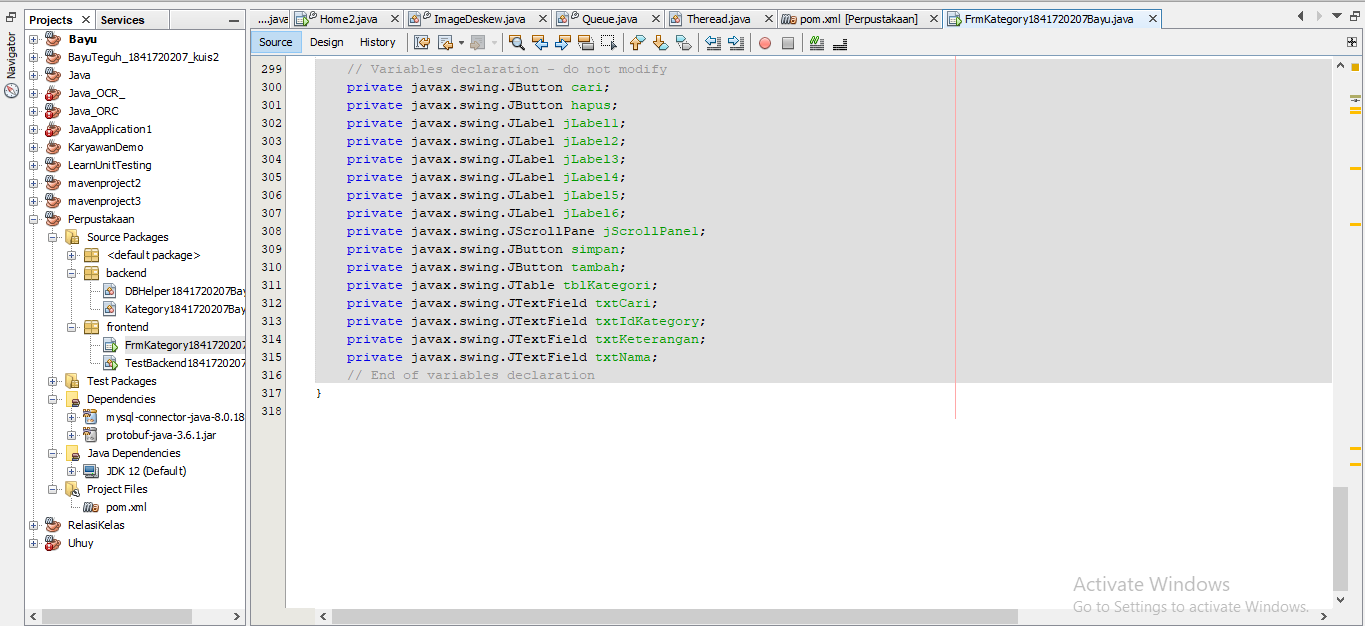 Navigator
Projects
Services
Bayu
BayuTeguh_1841720207_kuis2
Java
Java_OCR_
Java_ORC
JavaApplication1
KaryawanDemo
LearnUnitTesting
mavenproject2
mavenproject3
Perpustakaan
Source Packages
<default package>
backend
DBHelper1841720207Bay
Kategory1841720207Bay
frontend
FrmKategory1841720207
TestBackend1841720207
Test Packages
Dependencies
mysql-connector-java-8.0.18
protobuf-java-3.6.1.jar
Java Dependencies
JDK 12 (Default)
Project Files
pom.xml
RelasiKelas
Uhuy
....java
Home2.java
ImageDeskew.java
Queue.java
Theread.java
pom.xml [Perpustakaan]
FrmKategory1841720207Bayu.java
Source Design History
299 // Variables declaration - do not modify
300 private javax.swing.JButton cari;
301 private javax.swing.JButton hapus;
302 private javax.swing.JLabel jLabel1;
303 private javax.swing.JLabel jLabel2;
304 private javax.swing.JLabel jLabel3;
305 private javax.swing.JLabel jLabel4;
306 private javax.swing.JLabel jLabel5;
307 private javax.swing.JLabel jLabel6;
308 private javax.swing.JScrollPane jScrollPane1;
309 private javax.swing.JButton simpan;
310 private javax.swing.JButton tambah;
311 private javax.swing.JTable tblKategori;
312 private javax.swing.JTextField txtCari;
313 private javax.swing.JTextField txtIdKategory;
314 private javax.swing.JTextField txtKeterangan;
315 private javax.swing.JTextField txtNama;
316 // End of variables declaration
317 }
318
Activate Windows
Go to Settings to activate Windows.